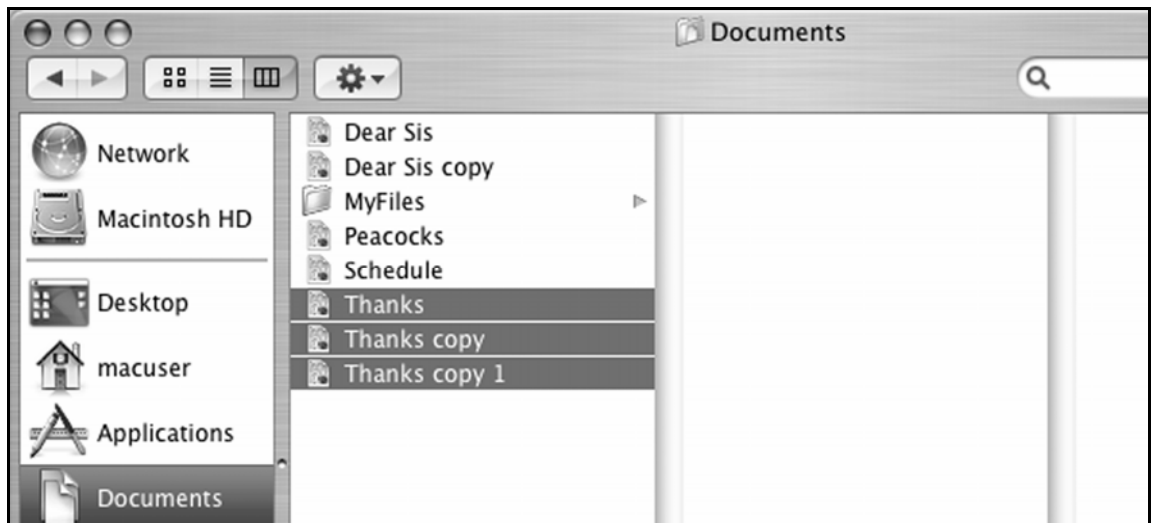 Documents
Network
Macintosh HD
Desktop
macuser
Applications
Documents
Dear Sis
Dear Sis copy
MyFiles
Peacocks
Schedule
Thanks
Thanks copy
Thanks copy 1